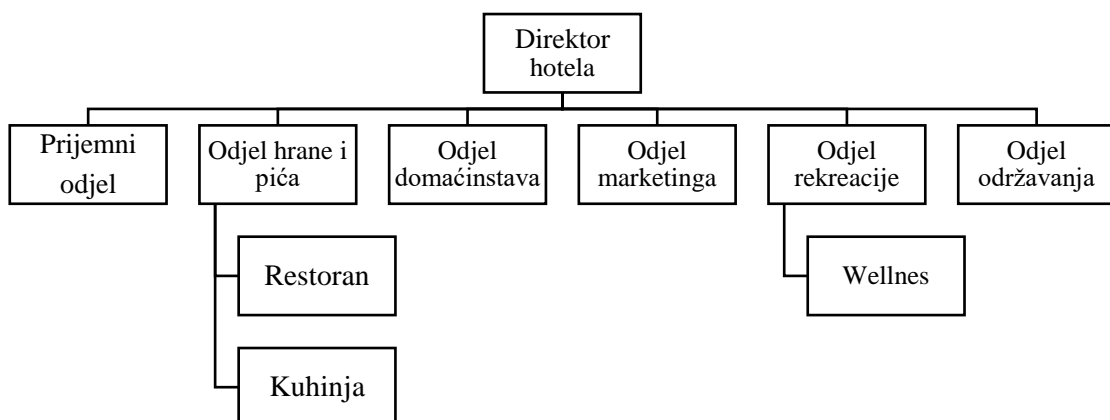 Direktor
hotela
Prijemni
odjel
Odjel hrane i
pića
Odjel
domaćinstava
Odjel
marketinga
Odjel
rekreacije
Odjel
održavanja
Restoran
Wellnes
Kuhinja